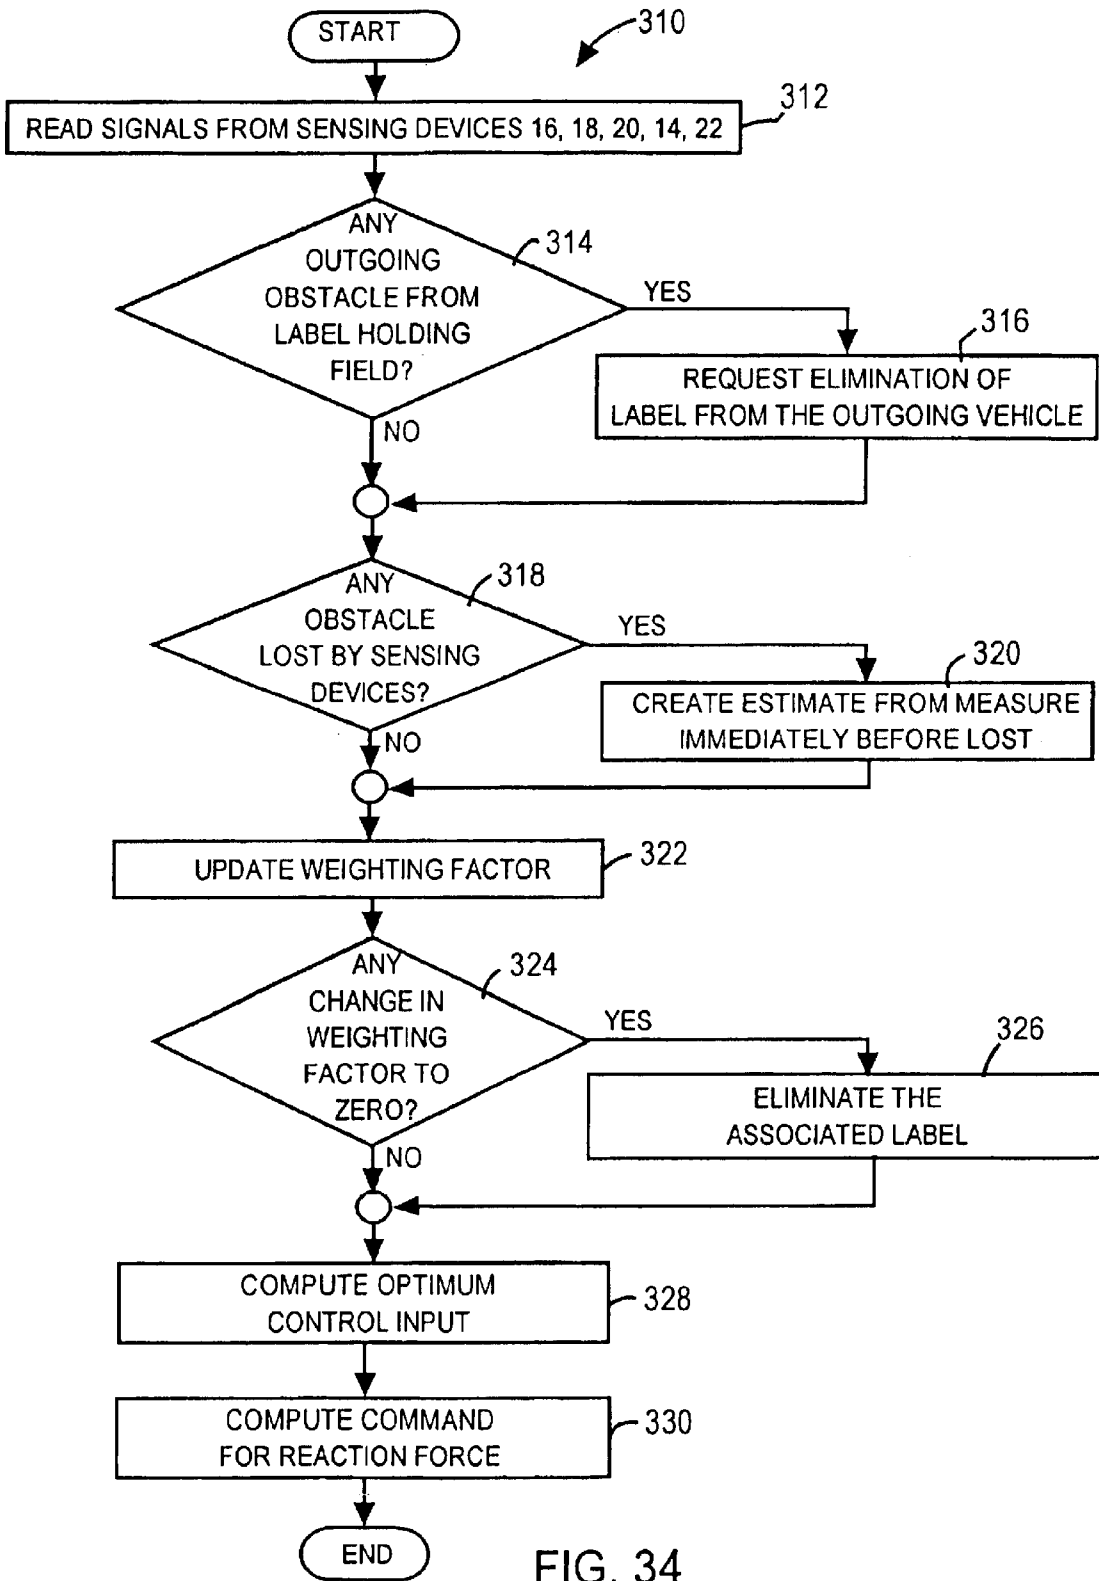 START
310
312
READ SIGNALS FROM SENSING DEVICES 16, 18, 20, 14, 22
ANY
OUTGOING
OBSTACLE FROM
LABEL HOLDING
FIELD?
314
YES
316
REQUEST ELIMINATION OF
LABEL FROM THE OUTGOING VEHICLE
NO
ANY
OBSTACLE
LOST BY SENSING
DEVICES?
318
YES
320
CREATE ESTIMATE FROM MEASURE
IMMEDIATELY BEFORE LOST
NO
UPDATE WEIGHTING FACTOR
322
ANY
CHANGE IN
WEIGHTING
FACTOR TO
ZERO?
324
YES
326
ELIMINATE THE
ASSOCIATED LABEL
NO
COMPUTE OPTIMUM
CONTROL INPUT
328
COMPUTE COMMAND
FOR REACTION FORCE
330
END
FIG. 34